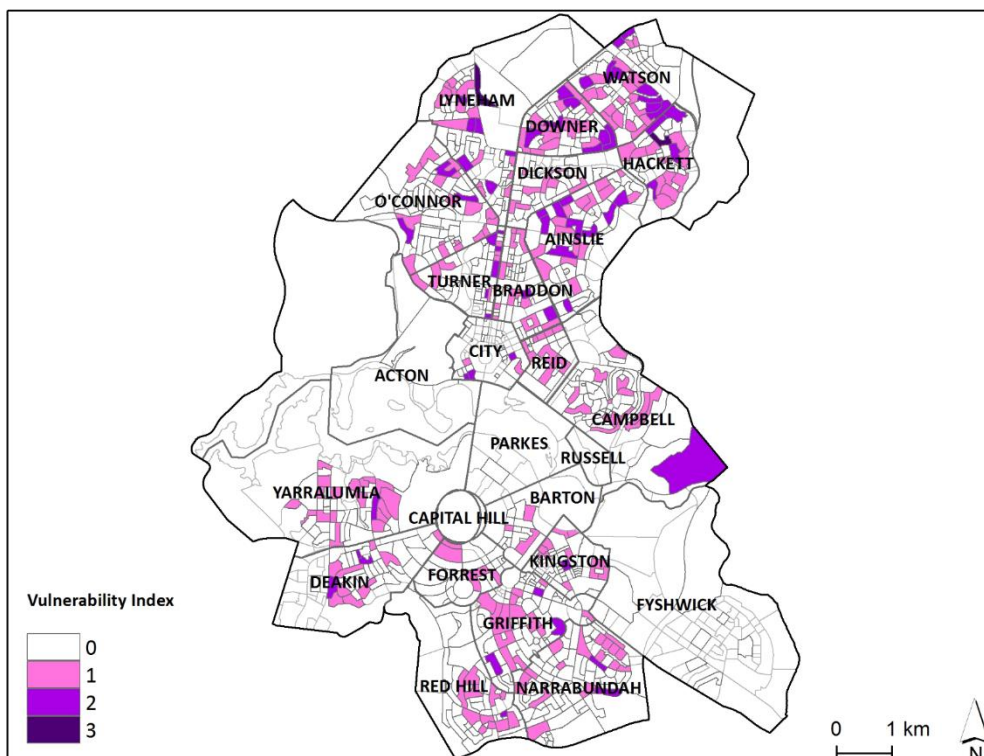 WATSON
LYNEHAM
DOWNER
HACKETT
DICKSON
O'CONNOR
AINSLIE
TURNER
BRADDON
CITY
REID
ACTON
CAMPBELL
PARKES
RUSSELL
YARRALUMLA
BARTON
CAPITAL HILL
KINGSTON
DEAKIN
FORREST
FYSHWICK
GRIFFITH
RED HILL
NARRABUNDAH
Vulnerability Index
0
1
2
3
0 1 km
N